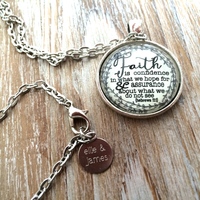 Faith
is confidence
in what we hope for
& assurance
about what we
do not see
Hebrews 11:1
elle &
james